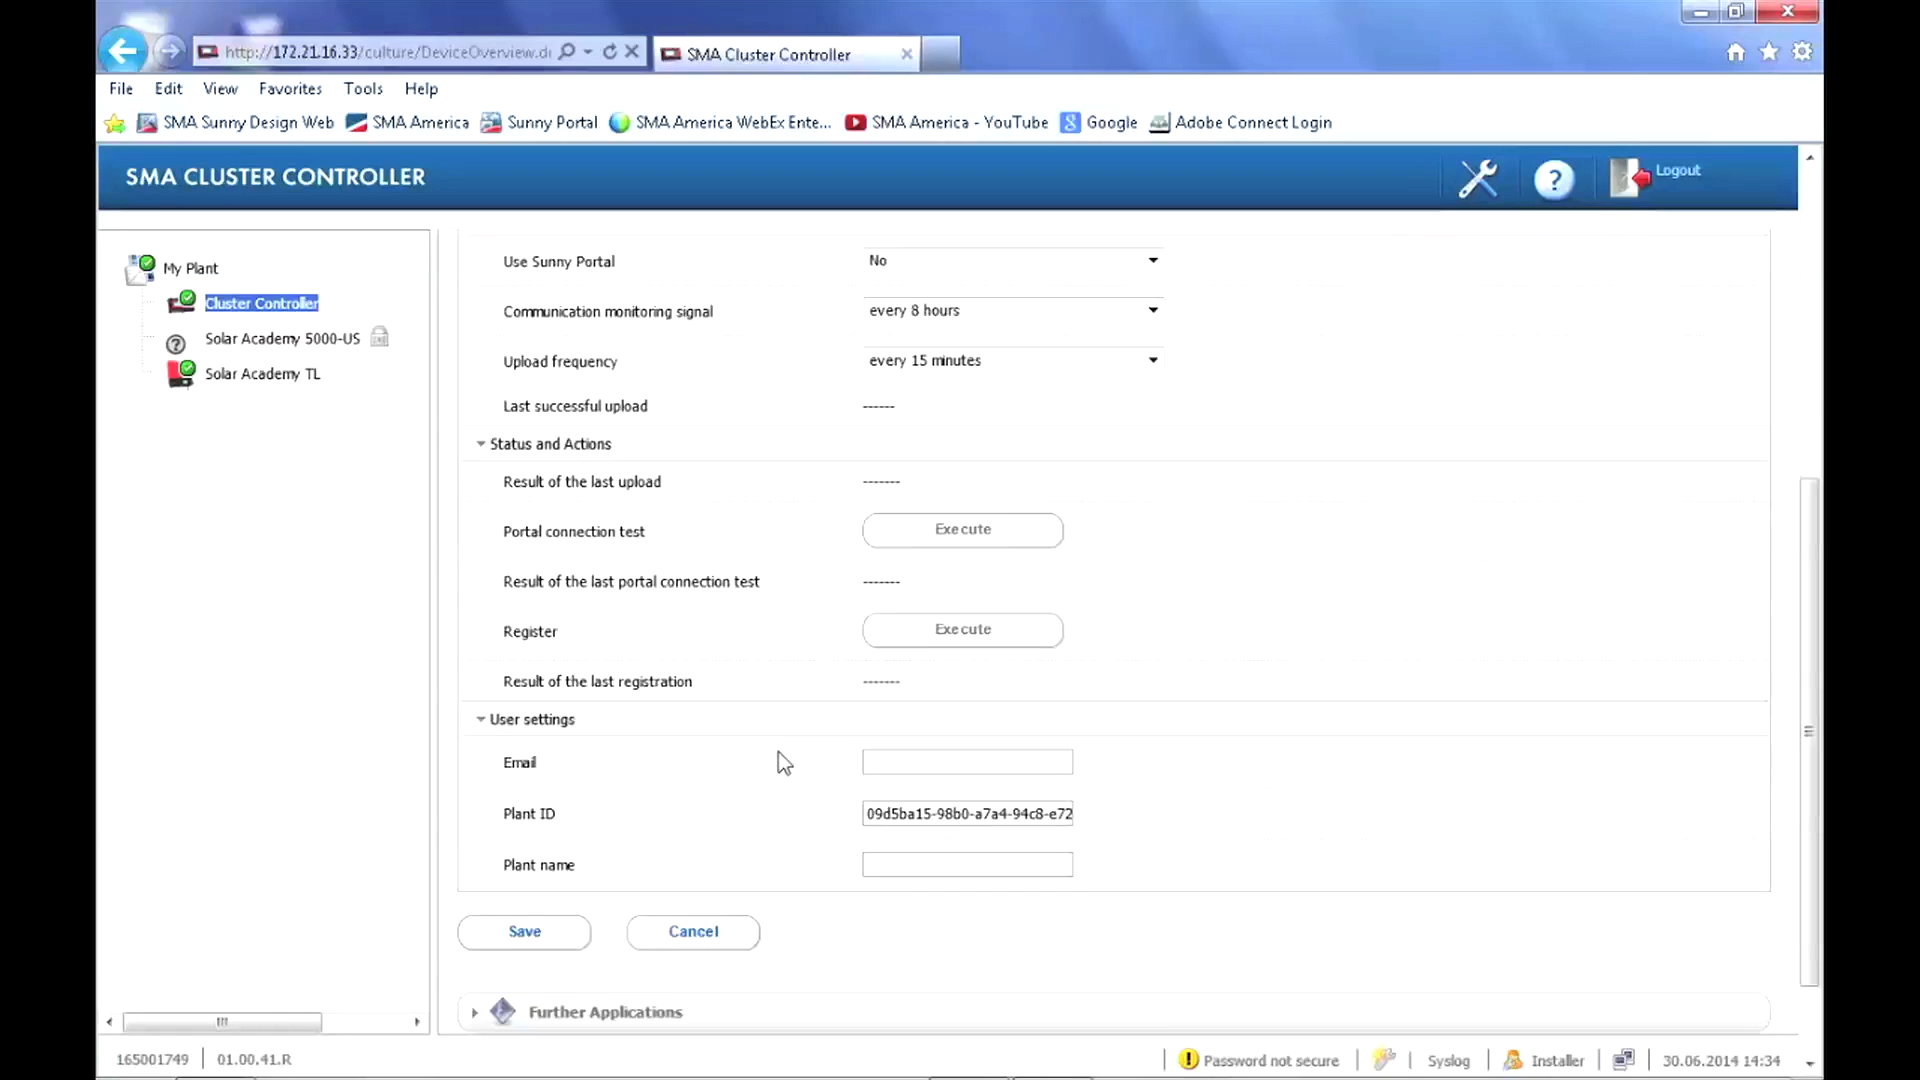 http://172.21.16.33/culture/DeviceOverview.d
SMA Cluster Controller
File Edit View Favorites Tools Help
SMA Sunny Design Web SMA America Sunny Portal SMA America WebEx Ente... SMA America - YouTube Google Adobe Connect Login
SMA CLUSTER CONTROLLER
? Logout
My Plant
Cluster Controller
Solar Academy 5000-US
Solar Academy TL
Use Sunny Portal No
Communication monitoring signal every 8 hours
Upload frequency every 15 minutes
Last successful upload ------
Status and Actions
Result of the last upload -------
Portal connection test Execute
Result of the last portal connection test -------
Register Execute
Result of the last registration -------
User settings
Email
Plant ID 09d5ba15-98b0-a7a4-94c8-e72
Plant name
Save Cancel
Further Applications
165001749 01.00.41.R Password not secure Syslog Installer 30.06.2014 14:34